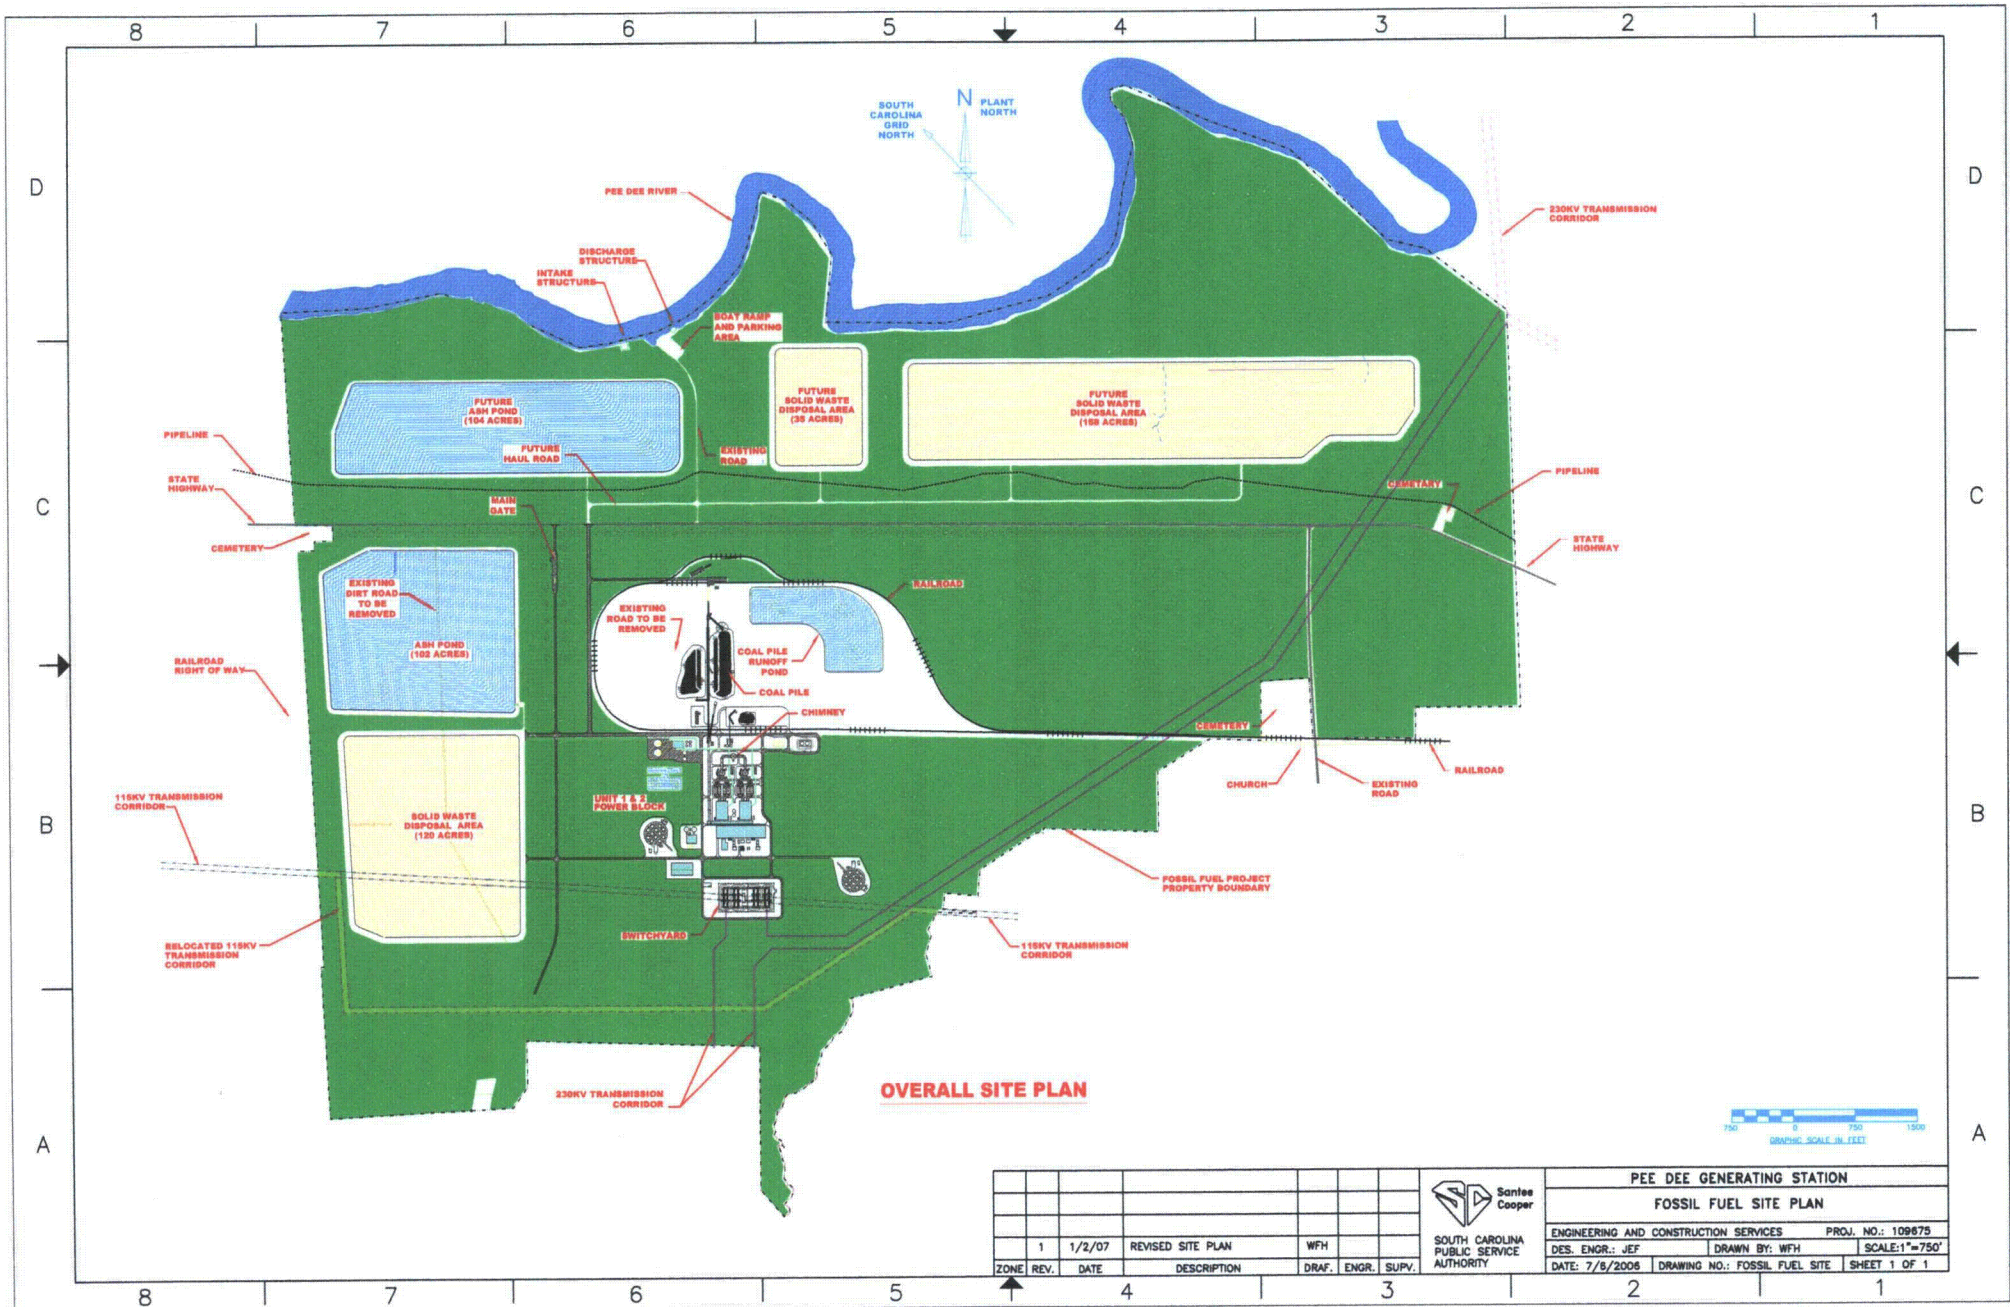 8 7 6 5 4 3 2 1
D
D
SOUTH
CAROLINA
GRID
NORTH
N
PLANT
NORTH
PEE DEE RIVER
230KV TRANSMISSION
CORRIDOR
DISCHARGE
STRUCTURE
INTAKE
STRUCTURE
BOAT RAMP
AND PARKING
AREA
FUTURE
ASH POND
(104 ACRES)
FUTURE
SOLID WASTE
DISPOSAL AREA
(35 ACRES)
FUTURE
SOLID WASTE
DISPOSAL AREA
(158 ACRES)
PIPELINE
FUTURE
HAUL ROAD
EXISTING
ROAD
PIPELINE
STATE
HIGHWAY
CEMETARY
C
C
MAIN
GATE
CEMETERY
STATE
HIGHWAY
EXISTING
DIRT ROAD
TO BE
REMOVED
RAILROAD
EXISTING
ROAD TO BE
REMOVED
ASH POND
(102 ACRES)
COAL PILE
RUNOFF
POND
RAILROAD
RIGHT OF WAY
COAL PILE
CHIMNEY
CEMETERY
RAILROAD
CHURCH
EXISTING
ROAD
115KV TRANSMISSION
CORRIDOR
UNIT 1 & 2
POWER BLOCK
SOLID WASTE
DISPOSAL AREA
(120 ACRES)
B
B
FOSSIL FUEL PROJECT
PROPERTY BOUNDARY
SWITCHYARD
RELOCATED 115KV
TRANSMISSION
CORRIDOR
115KV TRANSMISSION
CORRIDOR
230KV TRANSMISSION
CORRIDOR
OVERALL SITE PLAN
750 0 750 1500
GRAPHIC SCALE IN FEET
A
A
1 1/2/07 REVISED SITE PLAN WFH
ZONE REV. DATE DESCRIPTION DRAF. ENGR. SUPV.
Santee
Cooper
SOUTH CAROLINA
PUBLIC SERVICE
AUTHORITY
PEE DEE GENERATING STATION
FOSSIL FUEL SITE PLAN
ENGINEERING AND CONSTRUCTION SERVICES PROJ. NO.: 109675
DES. ENGR.: JEF DRAWN BY: WFH SCALE:1"=750'
DATE: 7/6/2006 DRAWING NO.: FOSSIL FUEL SITE SHEET 1 OF 1
8 7 6 5 4 3 2 1